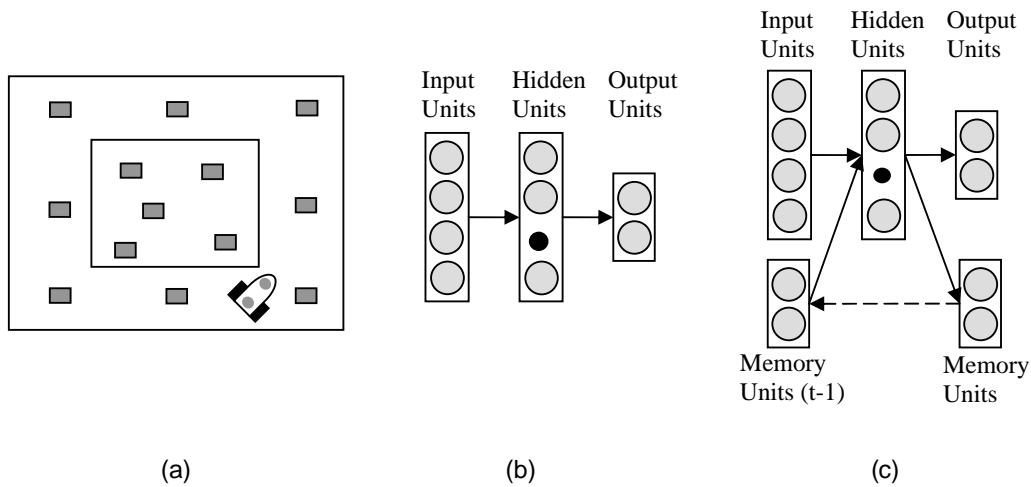 Input
Units
Hidden
Units
Output
Units
Input
Units
Hidden
Units
Output
Units
Memory
Units (t-1)
Memory
Units
(a)
(b)
(c)